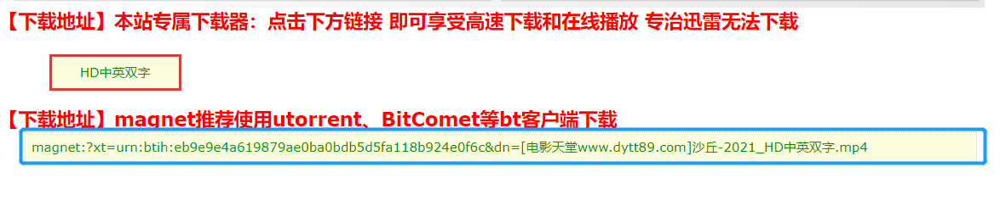 【下载地址】本站专属下载器：点击下方链接 即可享受高速下载和在线播放 专治迅雷无法下载
HD中英双字
【下载地址】magnet推荐使用utorrent、BitComet等bt客户端下载
magnet:?xt=urn:btih:eb9e9e4a619879ae0ba0bdb5d5fa118b924e0f6c&dn=[电影天堂www.dytt89.com]沙丘-2021_HD中英双字.mp4